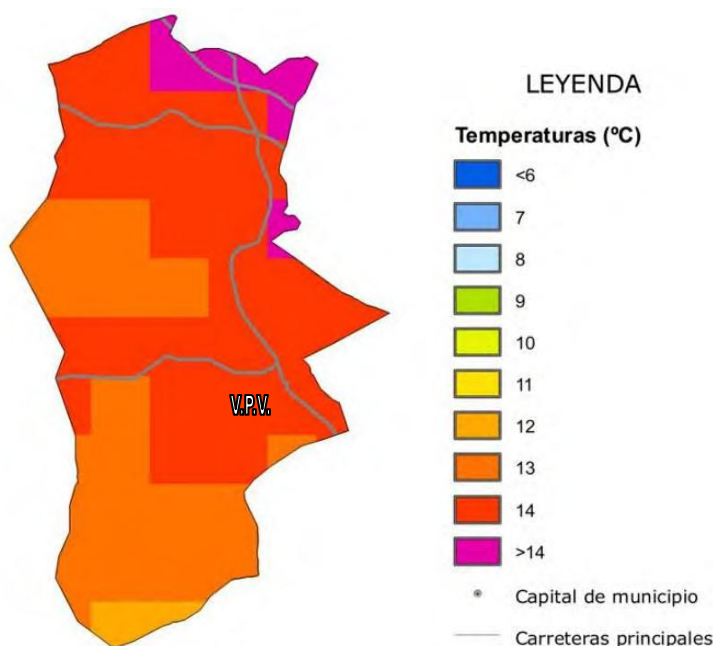 LEYENDA
Temperaturas (ºC)
<6
7
8
9
10
11
12
13
14
>14
Capital de municipio
Carreteras principales
V.P.V.